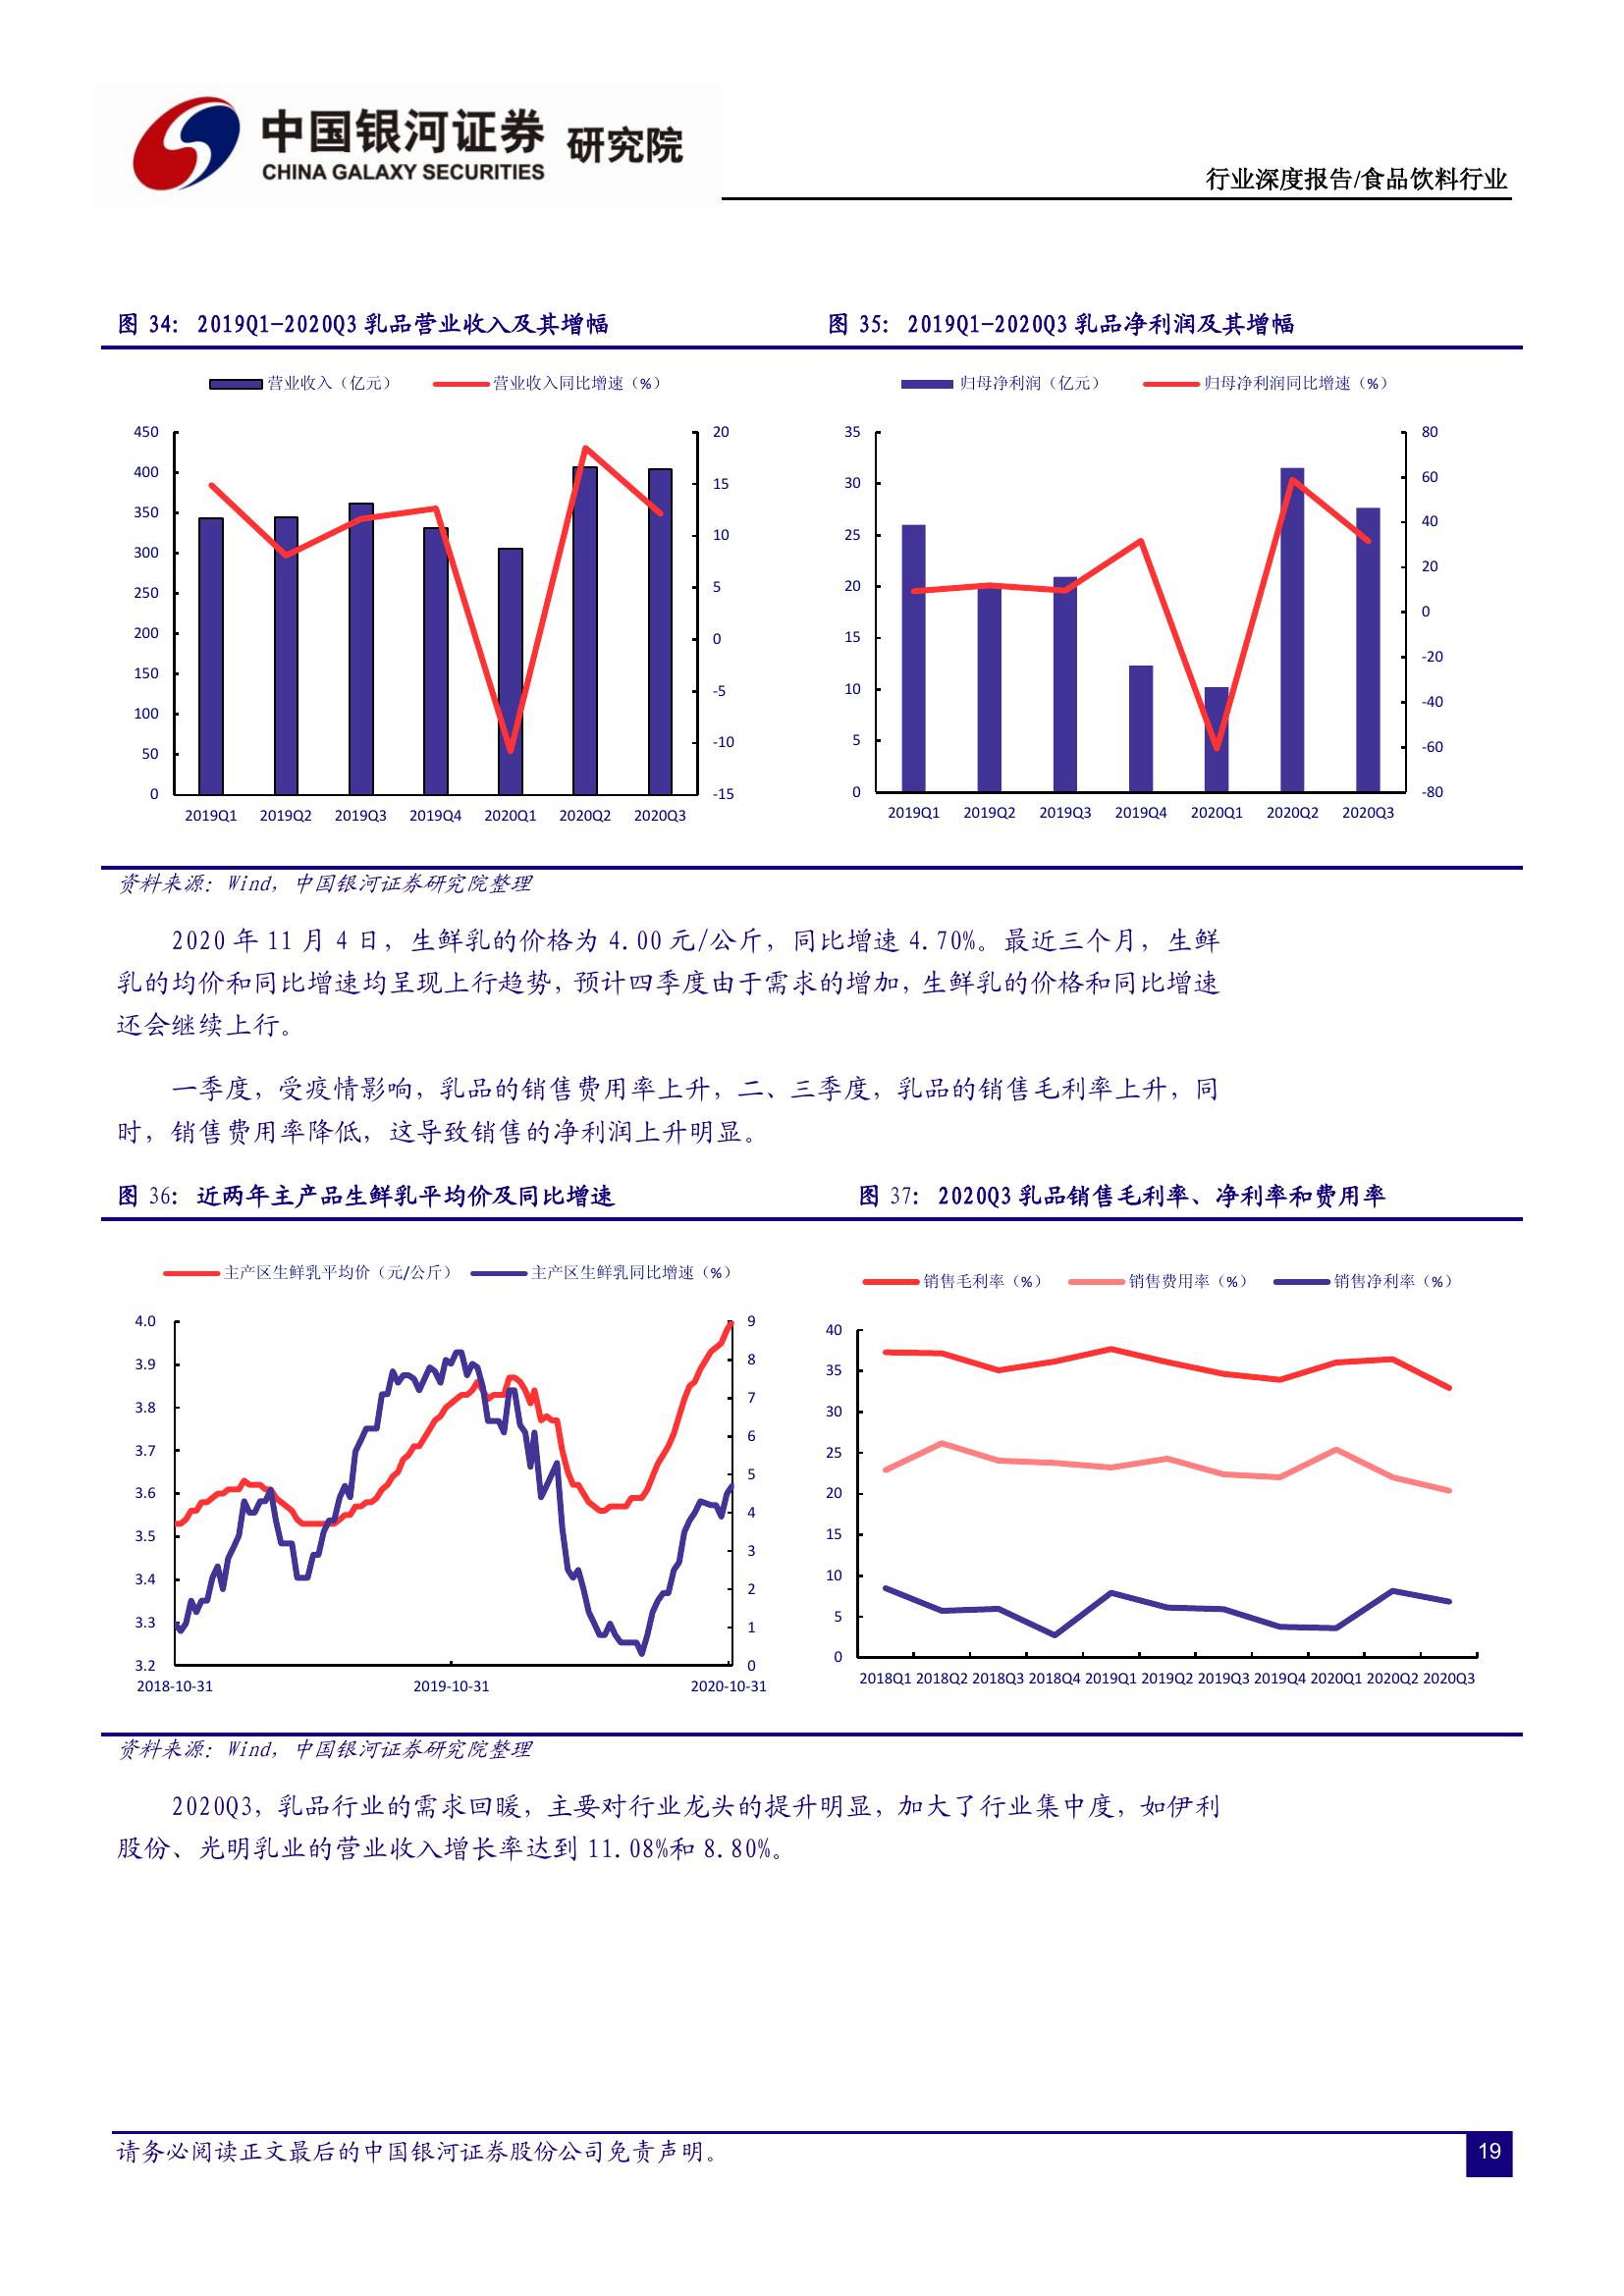 中国银河证券 研究院
CHINA GALAXY SECURITIES
行业深度报告/食品饮料行业
图 34: 2019Q1-2020Q3 乳品营业收入及其增幅
营业收入（亿元） 营业收入同比增速（%）
450
400
350
300
250
200
150
100
50
0
20
15
10
5
0
-5
-10
-15
2019Q1 2019Q2 2019Q3 2019Q4 2020Q1 2020Q2 2020Q3
图 35: 2019Q1-2020Q3 乳品净利润及其增幅
归母净利润（亿元） 归母净利润同比增速（%）
35
30
25
20
15
10
5
0
80
60
40
20
0
-20
-40
-60
-80
2019Q1 2019Q2 2019Q3 2019Q4 2020Q1 2020Q2 2020Q3
资料来源：Wind，中国银河证券研究院整理
2020 年 11 月 4 日，生鲜乳的价格为 4.00 元/公斤，同比增速 4.70%。最近三个月，生鲜
乳的均价和同比增速均呈现上行趋势，预计四季度由于需求的增加，生鲜乳的价格和同比增速
还会继续上行。
一季度，受疫情影响，乳品的销售费用率上升，二、三季度，乳品的销售毛利率上升，同
时，销售费用率降低，这导致销售的净利润上升明显。
图 36: 近两年主产品生鲜乳平均价及同比增速
主产区生鲜乳平均价（元/公斤） 主产区生鲜乳同比增速（%）
4.0
3.9
3.8
3.7
3.6
3.5
3.4
3.3
3.2
9
8
7
6
5
4
3
2
1
0
2018-10-31 2019-10-31 2020-10-31
图 37: 2020Q3 乳品销售毛利率、净利率和费用率
销售毛利率（%） 销售费用率（%） 销售净利率（%）
40
35
30
25
20
15
10
5
0
2018Q1 2018Q2 2018Q3 2018Q4 2019Q1 2019Q2 2019Q3 2019Q4 2020Q1 2020Q2 2020Q3
资料来源：Wind，中国银河证券研究院整理
2020Q3，乳品行业的需求回暖，主要对行业龙头的提升明显，加大了行业集中度，如伊利
股份、光明乳业的营业收入增长率达到 11.08%和 8.80%。
请务必阅读正文最后的中国银河证券股份公司免责声明。
19